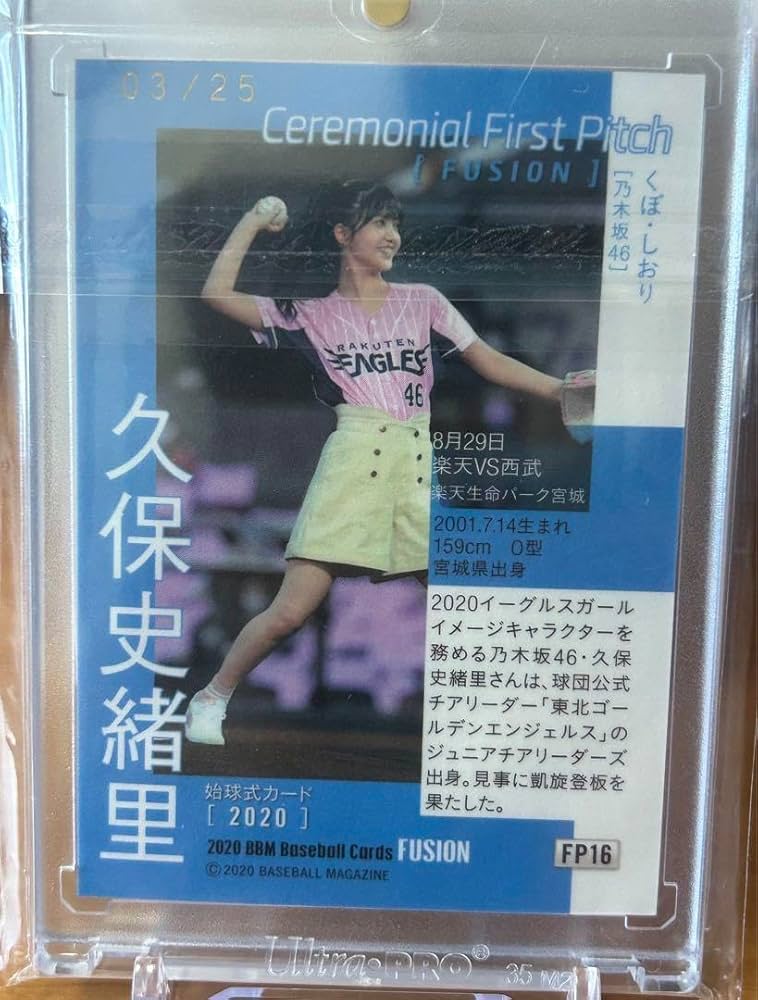 03/25
Ceremonial First Pitch
[ FUSION ]
くぼ・しおり
[乃木坂46]
RAKUTEN
EAGLES
46
久保史緒里
8月29日
楽天VS西武
楽天生命パーク宮城
2001.7.14生まれ
159cm O型
宮城県出身
2020イーグルスガール
イメージキャラクターを
務める乃木坂46・久保
史緒里さんは、球団公式
チアリーダー「東北ゴー
ルデンエンジェルス」の
ジュニアチアリーダーズ
出身。見事に凱旋登板を
果たした。
始球式カード
[ 2020 ]
2020 BBM Baseball Cards FUSION
©2020 BASEBALL MAGAZINE
FP16
Ultra·PRO®
35